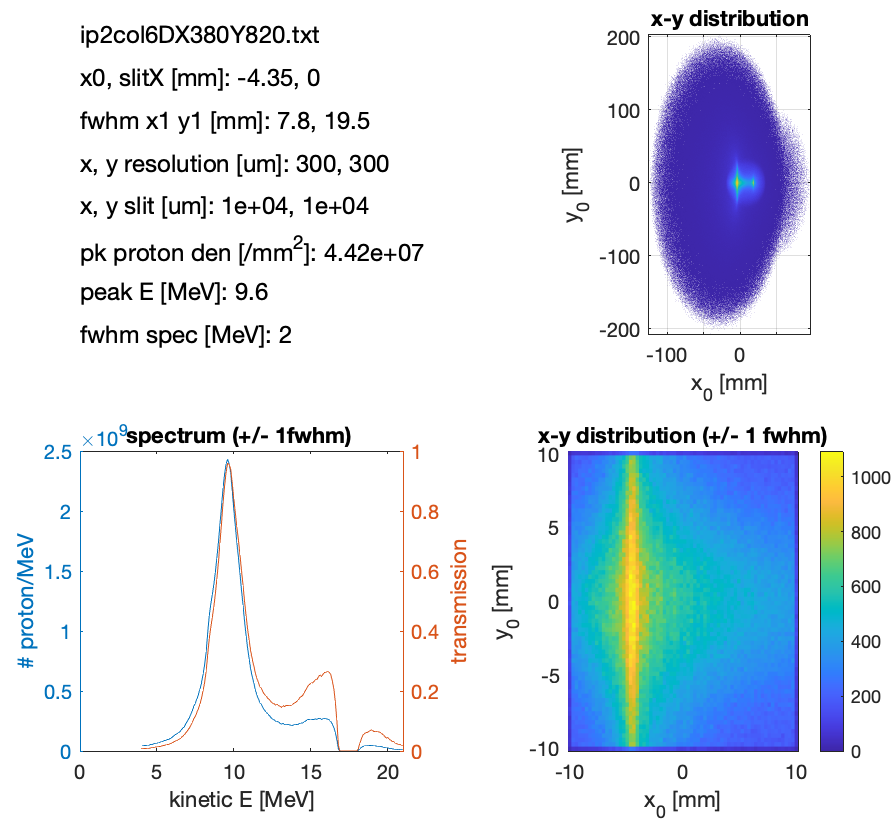 ip2col6DX380Y820.txt
x0, slitX [mm]: -4.35, 0
fwhm x1 y1 [mm]: 7.8, 19.5
x, y resolution [um]: 300, 300
x, y slit [um]: 1e+04, 1e+04
pk proton den [/mm²]: 4.42e+07
peak E [MeV]: 9.6
fwhm spec [MeV]: 2
x-y distribution
200
100
0
-100
-200
y₀ [mm]
-100 0
x₀ [mm]
×10⁹
spectrum (+/- 1fwhm)
2.5
2
1.5
1
0.5
0
# proton/MeV
1
0.8
0.6
0.4
0.2
0
transmission
0 5 10 15 20
kinetic E [MeV]
x-y distribution (+/- 1 fwhm)
10
5
0
-5
-10
y₀ [mm]
-10 0 10
x₀ [mm]
1000
800
600
400
200
0